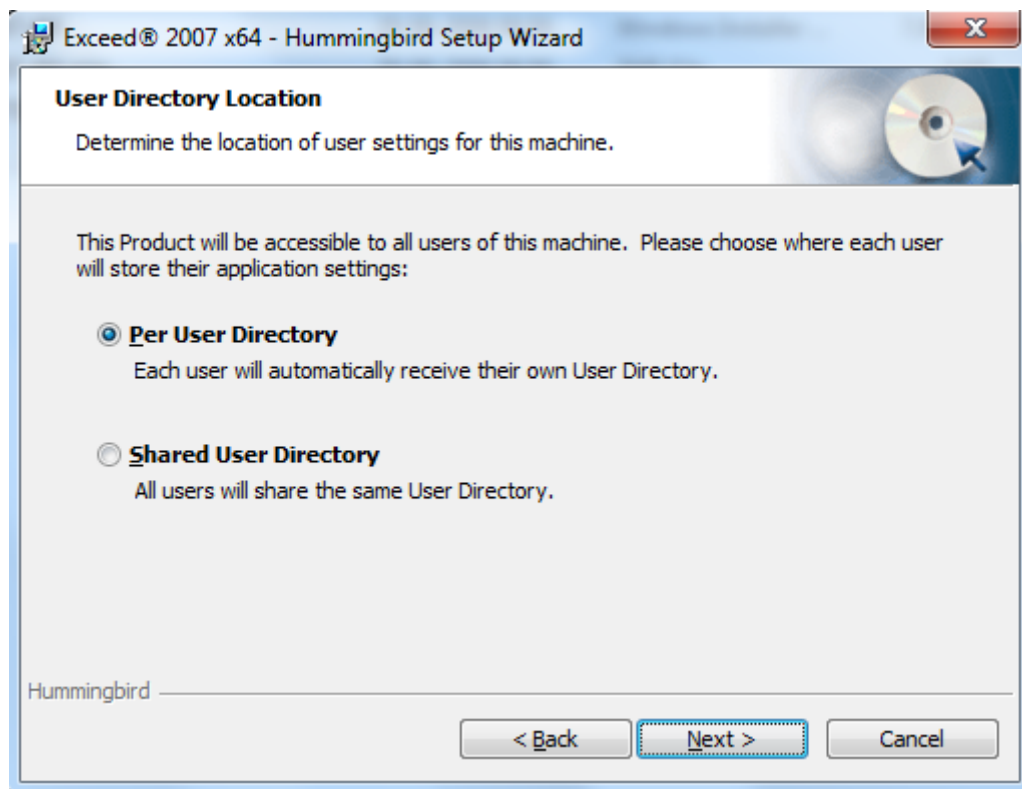 Exceed® 2007 x64 - Hummingbird Setup Wizard
User Directory Location
Determine the location of user settings for this machine.
This Product will be accessible to all users of this machine.  Please choose where each user
will store their application settings:
Per User Directory
Each user will automatically receive their own User Directory.
Shared User Directory
All users will share the same User Directory.
Hummingbird
< Back
Next >
Cancel